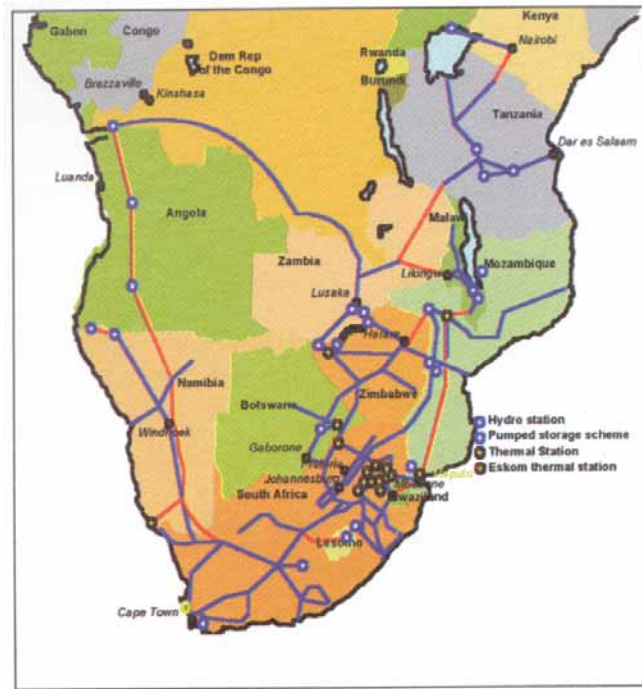 Kenya
Gabon
Congo
Nairobi
Dem Rep
of the Congo
Rwanda
Burundi
Brazzaville
Kinshasa
Tanzania
Dar es Salaam
Luanda
Angola
Malawi
Zambia
Lilongwe
Mozambique
Lusaka
Harare
Namibia
Zimbabwe
Botswana
Windhoek
Gaborone
Pretoria
Johannesburg
South Africa
Maputo
Swaziland
Lesotho
Cape Town
Hydro station
Pumped storage scheme
Thermal Station
Eskom thermal station